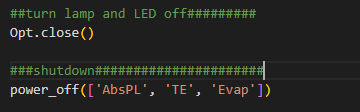 ##turn lamp and LED off#########
Opt.close()
###shutdown######################
power_off(['AbsPL', 'TE', 'Evap'])